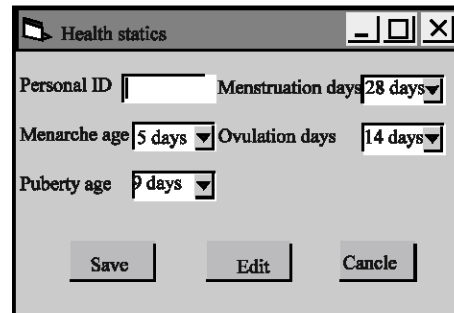 Health statics
Personal ID Menstruation days 28 days
Menarche age 5 days Ovulation days 14 days
Puberty age 9 days
Save Edit Cancle